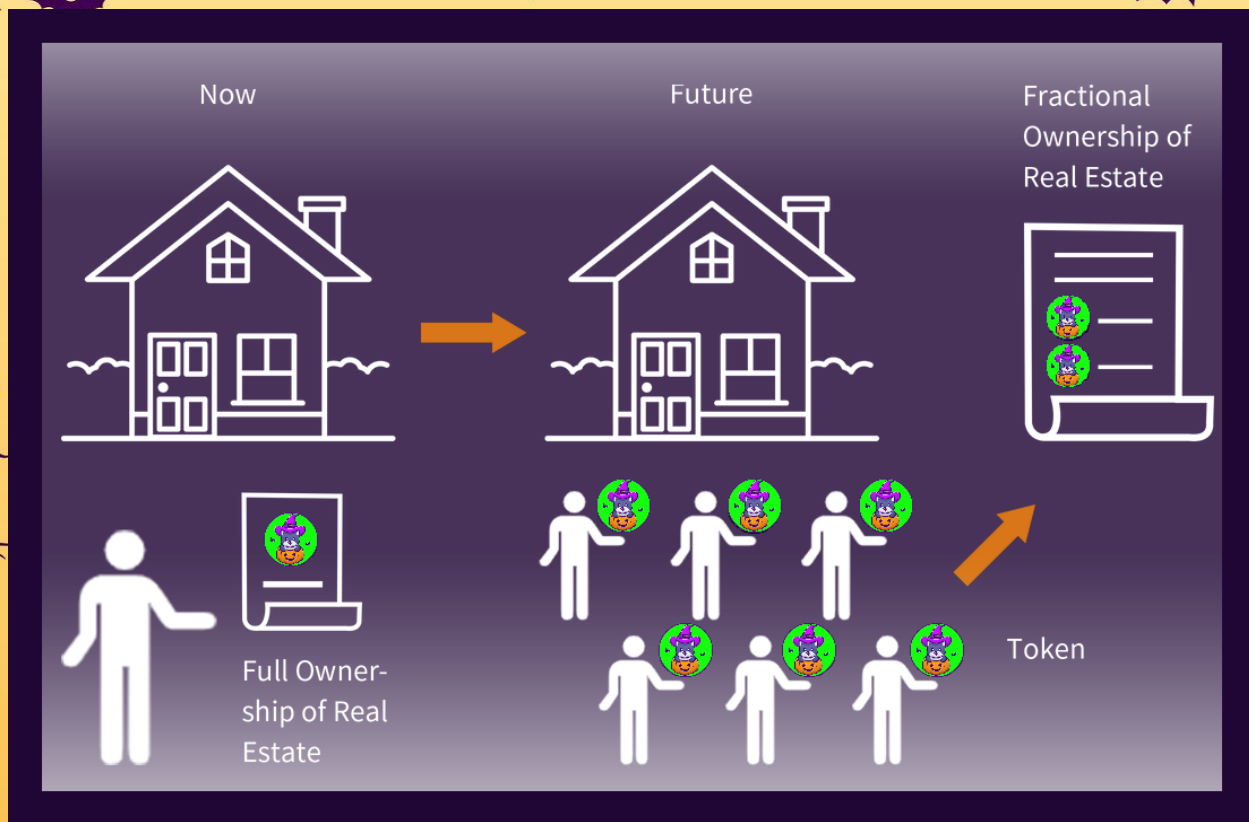 Now
Future
Fractional
Ownership of
Real Estate
Full Owner-
ship of Real
Estate
Token